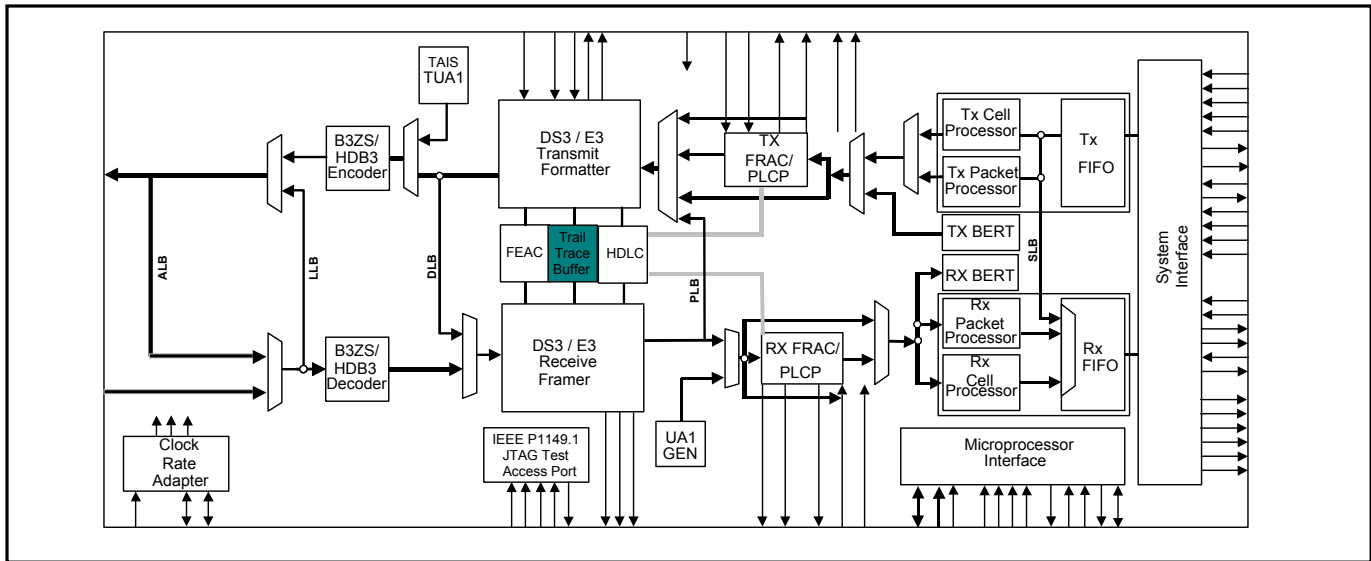 TAIS
TUA1
B3ZS/
HDB3
Encoder
DS3 / E3
Transmit
Formatter
TX
FRAC/
PLCP
Tx Cell
Processor
Tx Packet
Processor
Tx
FIFO
TX BERT
RX BERT
System
Interface
FEAC
Trail
Trace
Buffer
HDLC
ALB
LLB
DLB
PLB
SLB
B3ZS/
HDB3
Decoder
DS3 / E3
Receive
Framer
RX FRAC/
PLCP
Rx
Packet
Processor
Rx
Cell
Processor
Rx
FIFO
UA1
GEN
Clock
Rate
Adapter
IEEE P1149.1
JTAG Test
Access Port
Microprocessor
Interface